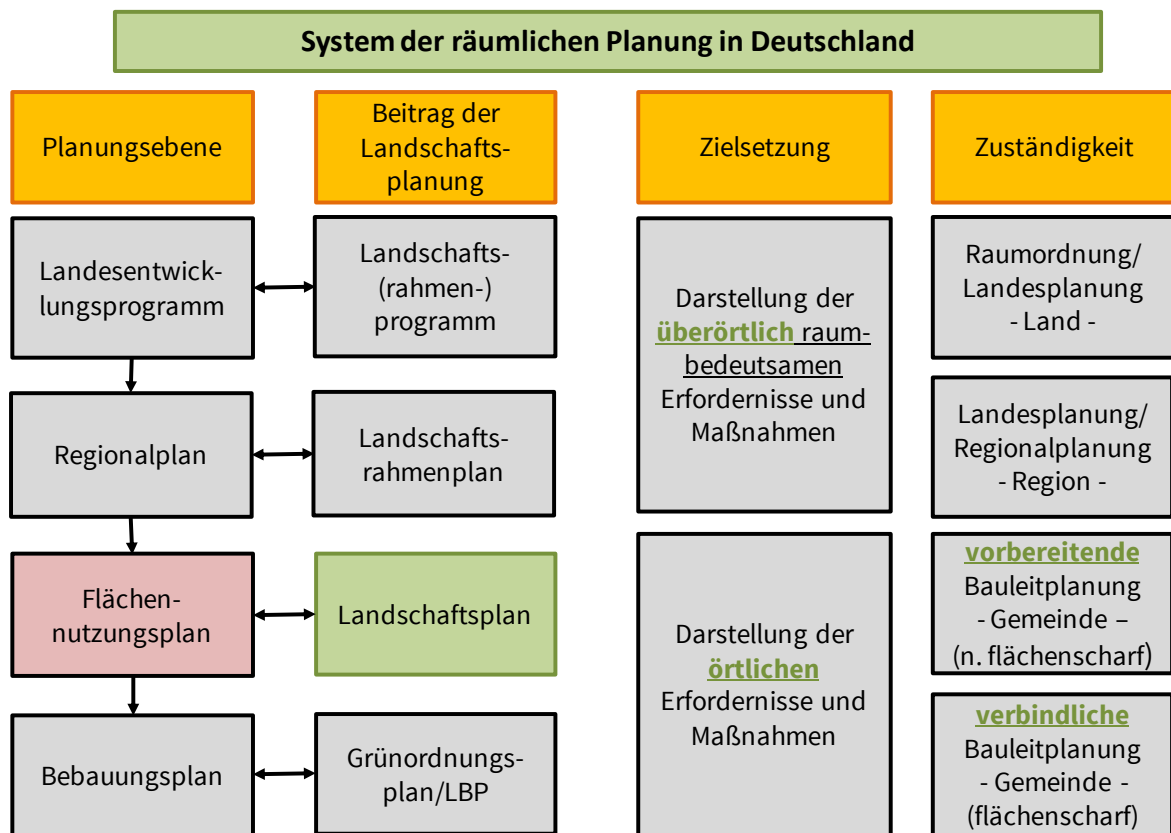 System der räumlichen Planung in Deutschland
Planungsebene
Beitrag der
Landschafts-
planung
Zielsetzung
Zuständigkeit
Landesentwick-
lungsprogramm
Landschafts-
(rahmen-)
programm
Darstellung der
überörtlich raum-
bedeutsamen
Erfordernisse und
Maßnahmen
Raumordnung/
Landesplanung
- Land -
Regionalplan
Landschafts-
rahmenplan
Landesplanung/
Regionalplanung
- Region -
Flächen-
nutzungsplan
Landschaftsplan
Darstellung der
örtlichen
Erfordernisse und
Maßnahmen
vorbereitende
Bauleitplanung
- Gemeinde –
(n. flächenscharf)
Bebauungsplan
Grünordnungs-
plan/LBP
verbindliche
Bauleitplanung
- Gemeinde -
(flächenscharf)